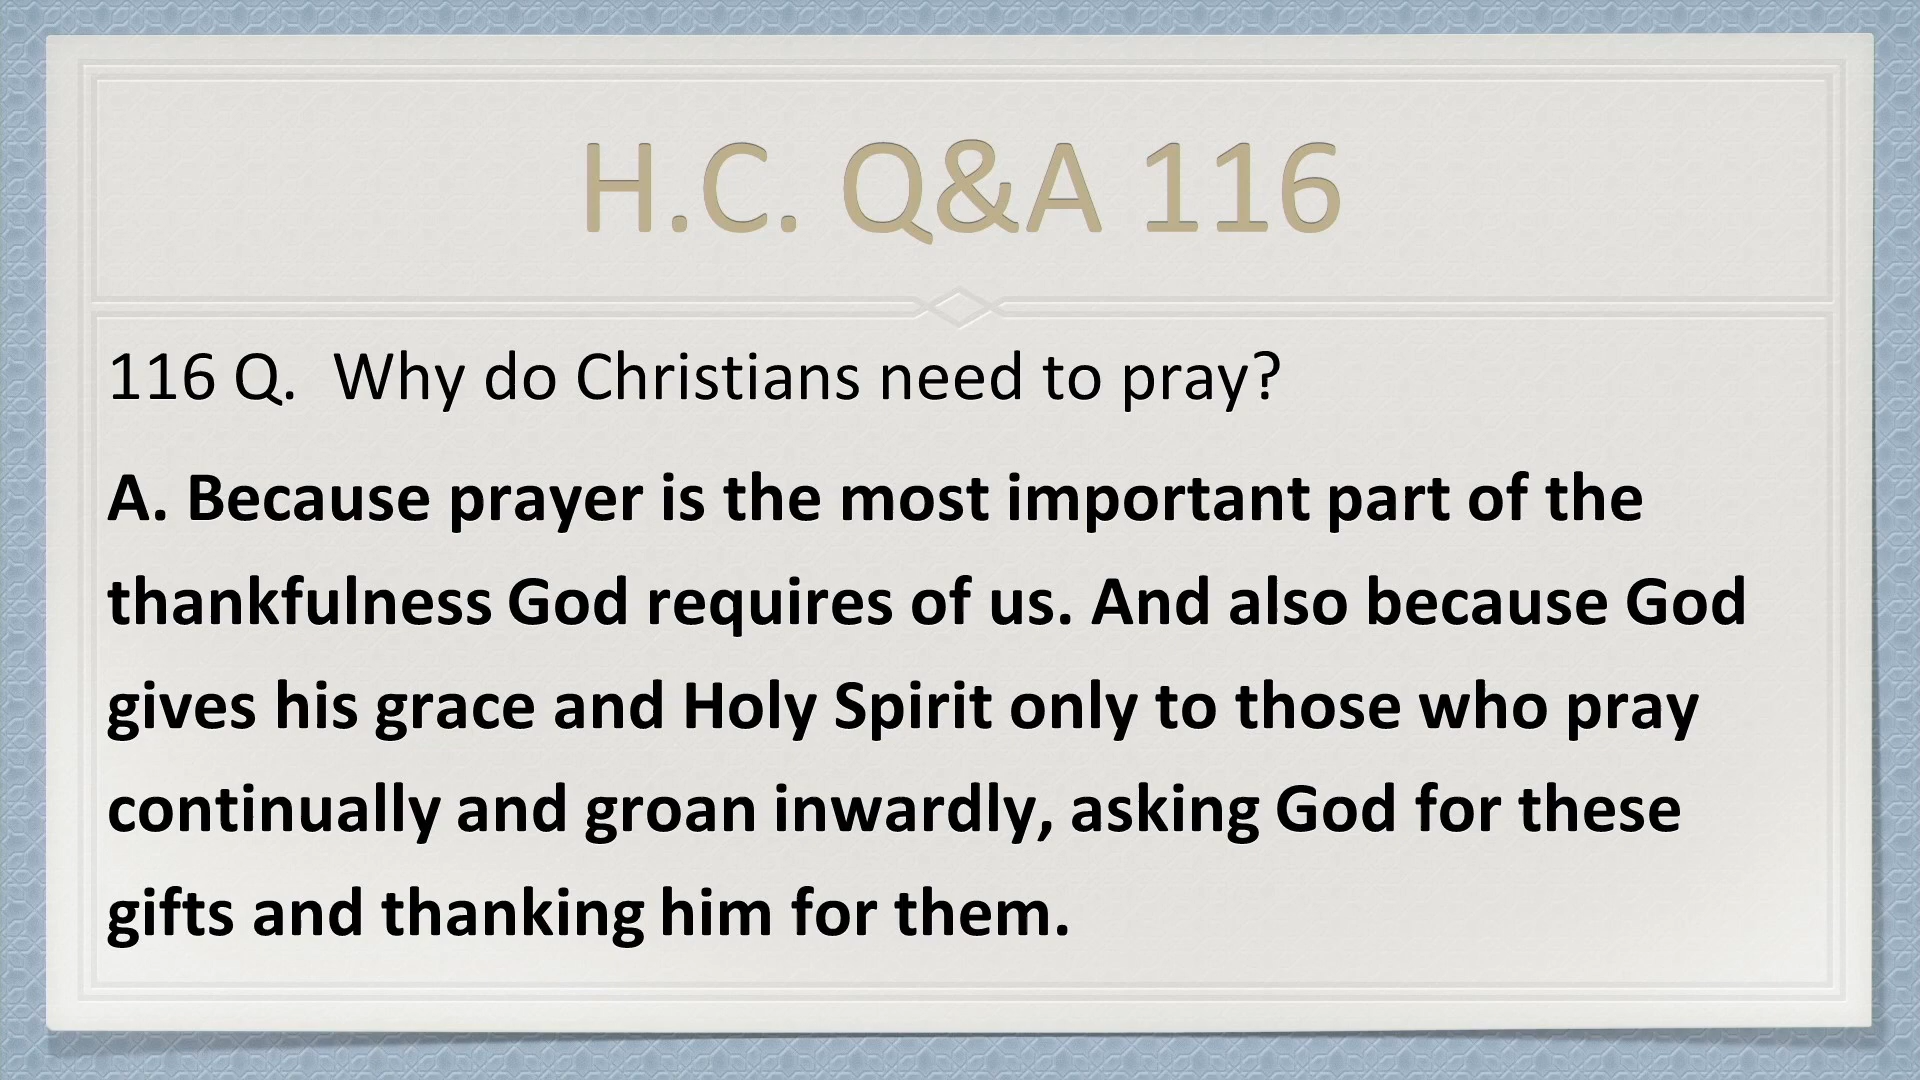 H.C. Q&A 116
116 Q.  Why do Christians need to pray?
A. Because prayer is the most important part of the
thankfulness God requires of us. And also because God
gives his grace and Holy Spirit only to those who pray
continually and groan inwardly, asking God for these
gifts and thanking him for them.